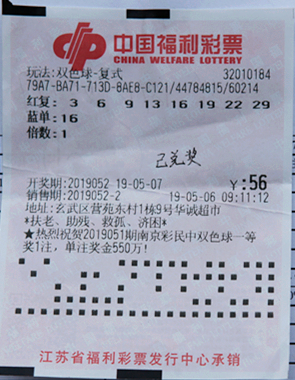 中国福利彩票
CHINA WELFARE LOTTERY
玩法:双色球-复式 32010184
79A7-BA71-713D-8AE8-C121/44784815/60214
红复: 3 6 9 13 16 19 22 29
蓝单:16
倍数:1
已兑奖
开奖期:2019052 19-05-07 ¥:56
销售期:2019052-2 19-05-06 09:11:12
地址:玄武区营苑东村1栋9号华诚超市
*扶老、助残、救孤、济困*
★热烈祝贺2019051期南京彩民中双色球一等
奖1注,单注奖金550万!
江苏省福利彩票发行中心承销